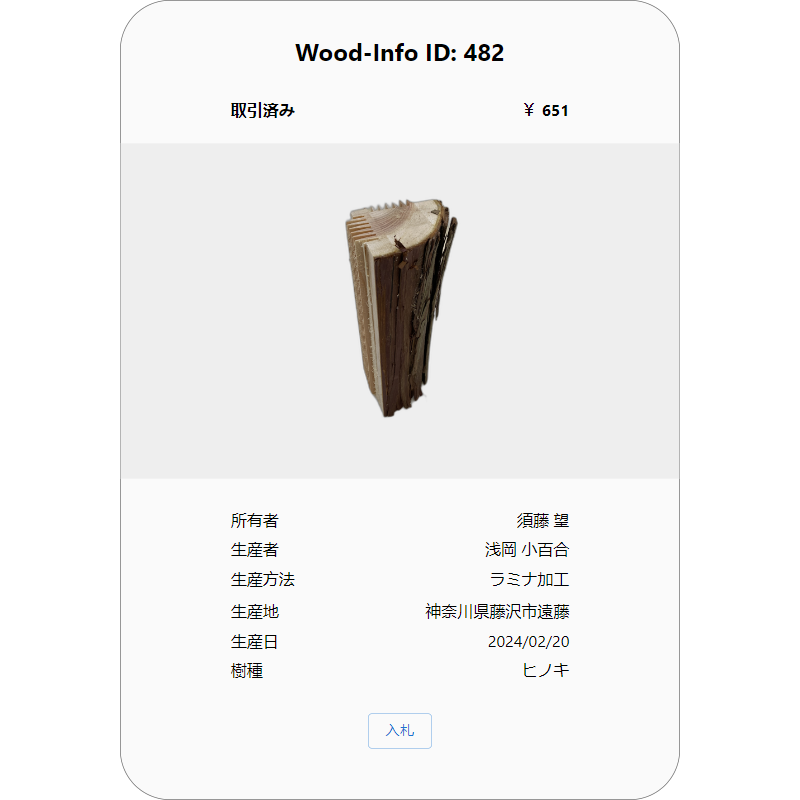 Wood-Info ID: 482
取引済み ￥ 651
所有者 須藤 望
生産者 浅岡 小百合
生産方法 ラミナ加工
生産地 神奈川県藤沢市遠藤
生産日 2024/02/20
樹種 ヒノキ
入札